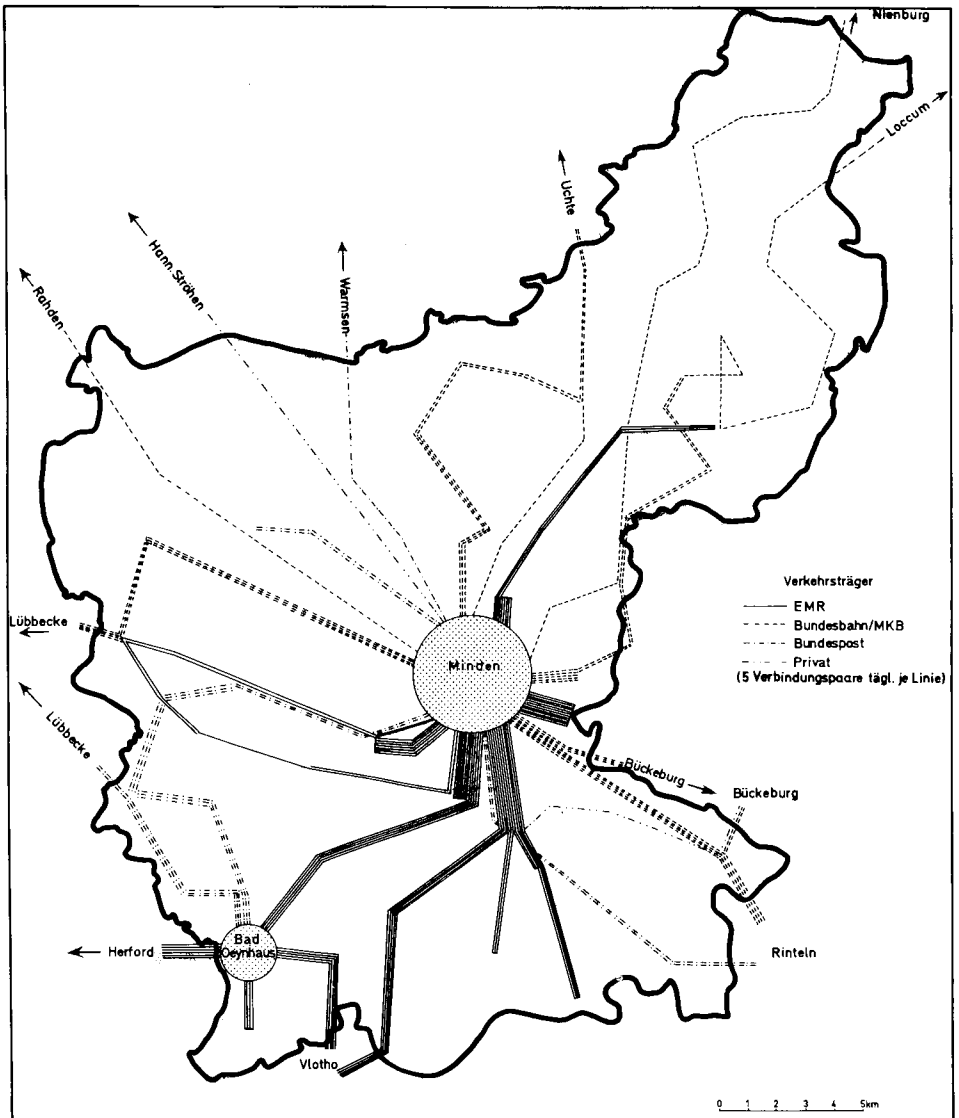 Nienburg
Loccum
Uchte
Hann. Ströhen
Warmsen
Rahden
Lübbecke
Minden
Verkehrsträger
EMR
Bundesbahn/MKB
Bundespost
Privat
(5 Verbindungspaare tägl. je Linie)
Lübbecke
Bückeburg
Bückeburg
Herford
Bad
Oeynhaus
Rinteln
Vlotho
0 1 2 3 4 5km